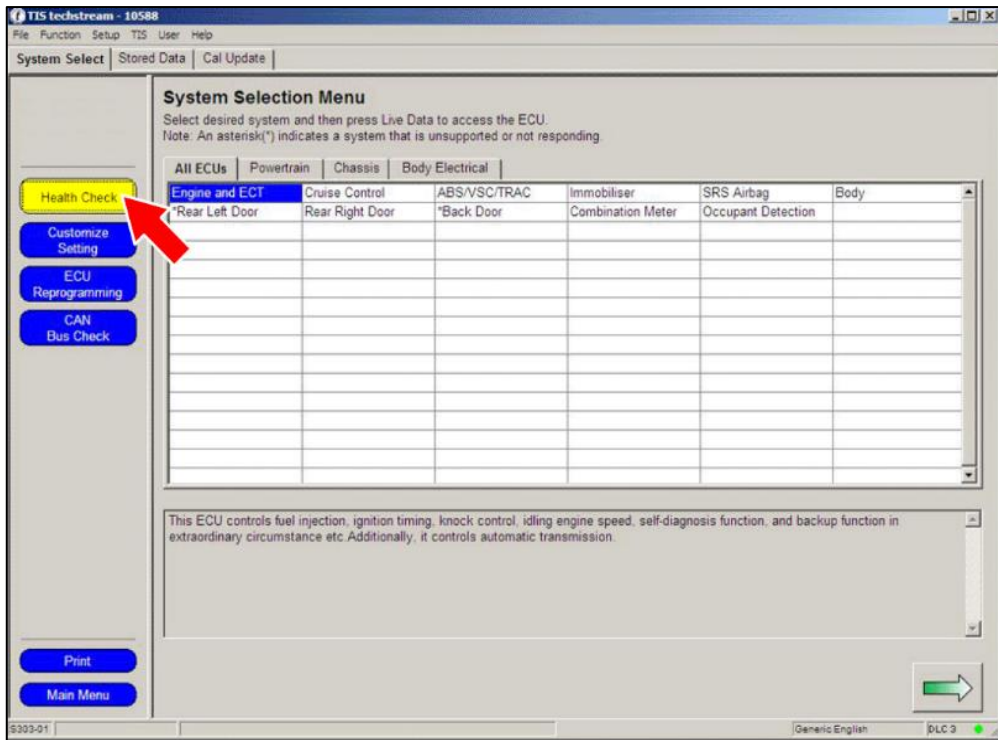 TIS techstream - 10588
File Function Setup TIS User Help
System Select Stored Data Cal Update
System Selection Menu
Select desired system and then press Live Data to access the ECU.
Note: An asterisk(*) indicates a system that is unsupported or not responding.
All ECUs Powertrain Chassis Body Electrical
Engine and ECT Cruise Control ABS/VSC/TRAC Immobiliser SRS Airbag Body
*Rear Left Door Rear Right Door *Back Door Combination Meter Occupant Detection
Health Check
Customize
Setting
ECU
Reprogramming
CAN
Bus Check
This ECU controls fuel injection, ignition timing, knock control, idling engine speed, self-diagnosis function, and backup function in
extraordinary circumstance etc.Additionally, it controls automatic transmission.
Print
Main Menu
S303-01 Generic English DLC 3